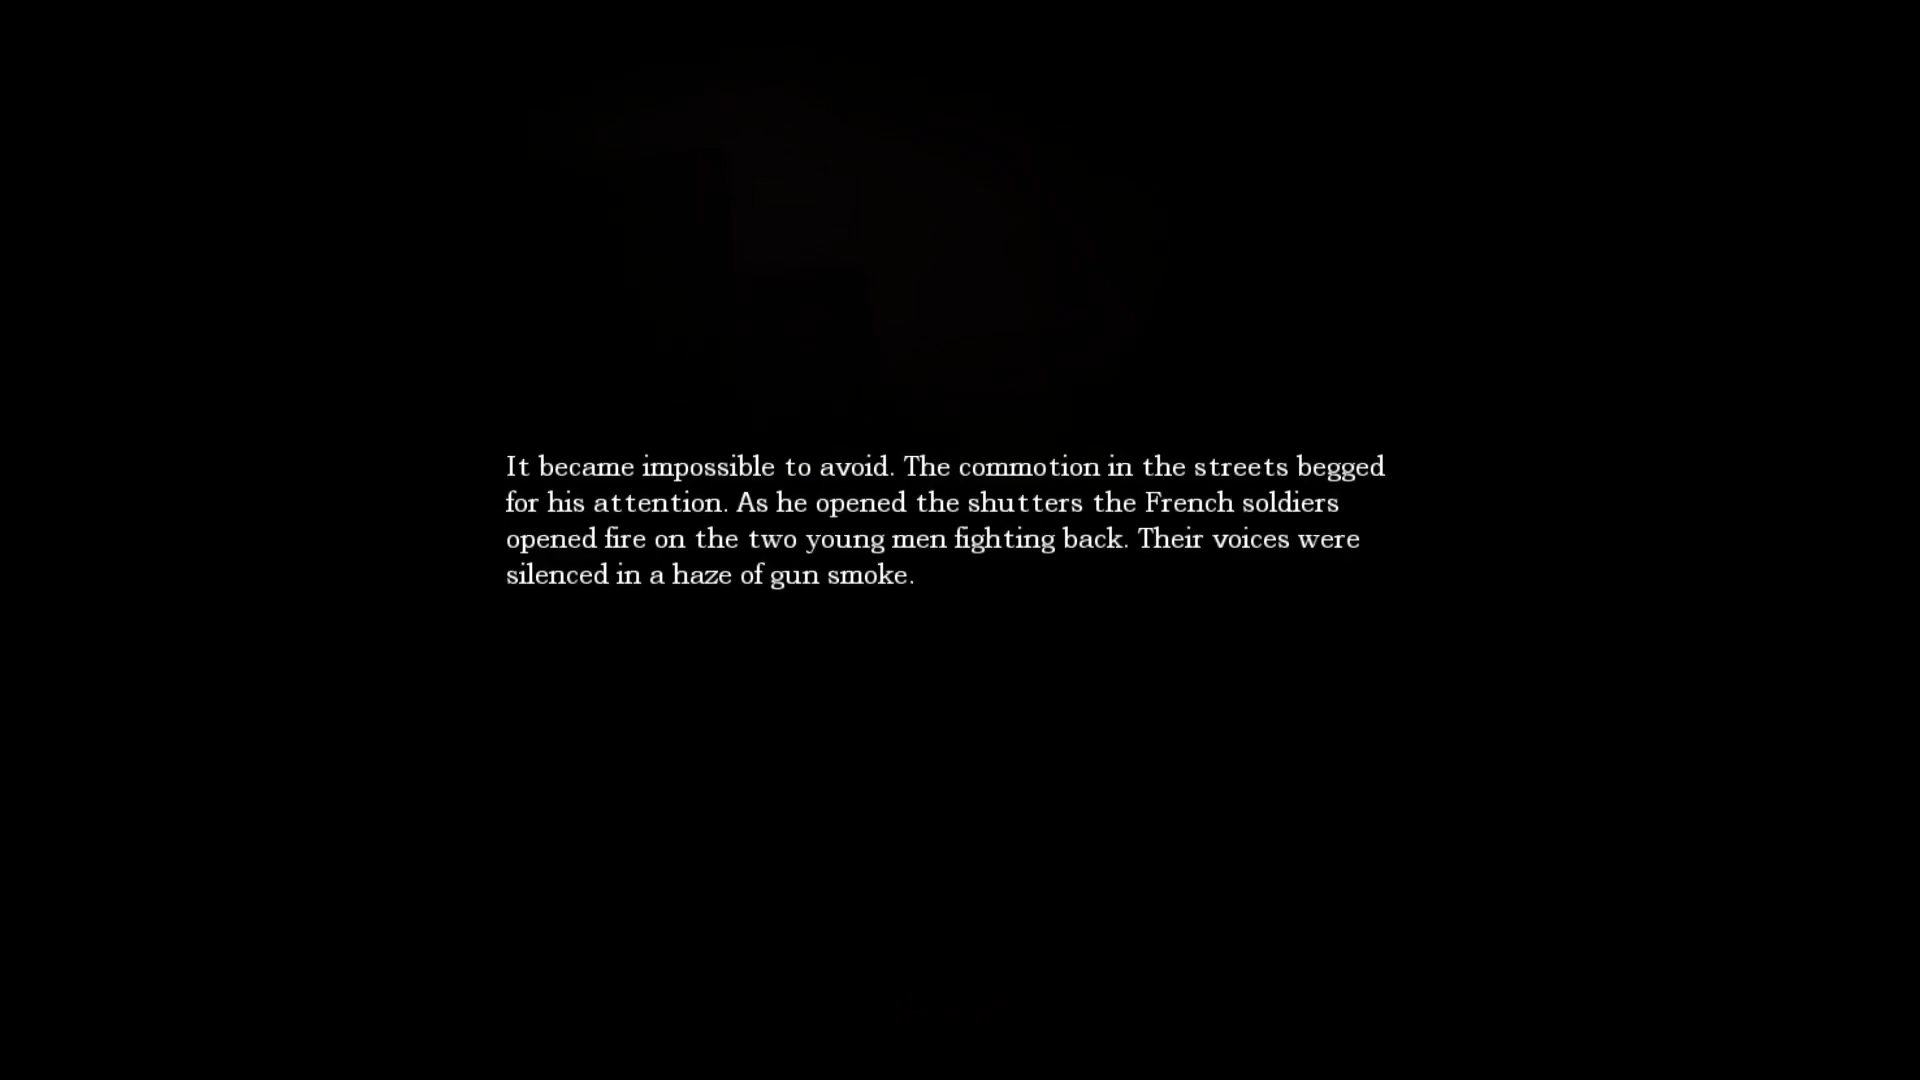 It became impossible to avoid. The commotion in the streets begged
for his attention. As he opened the shutters the French soldiers
opened fire on the two young men fighting back. Their voices were
silenced in a haze of gun smoke.